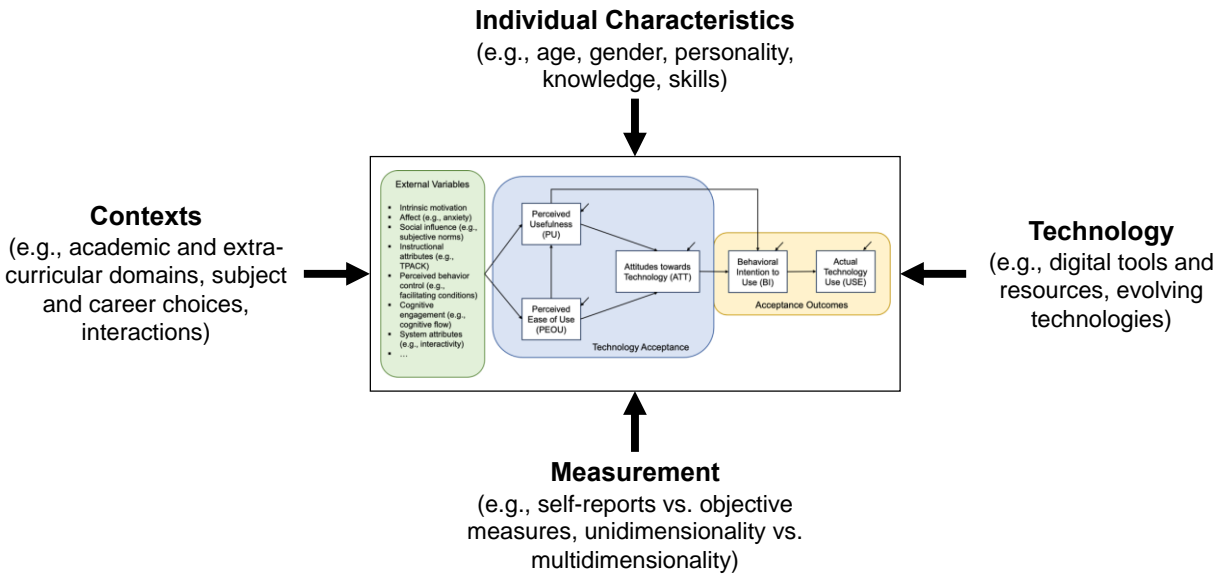 Individual Characteristics
(e.g., age, gender, personality,
knowledge, skills)
Contexts
(e.g., academic and extra-
curricular domains, subject
and career choices,
interactions)
External Variables
▪ Intrinsic motivation
▪ Affect (e.g., anxiety)
▪ Social influence (e.g.,
subjective norms)
▪ Instructional
attributes (e.g.,
TPACK)
▪ Perceived behavior
control (e.g.,
facilitating conditions)
▪ Cognitive
engagement (e.g.,
cognitive flow)
▪ System attributes
(e.g., interactivity)
▪ …
Perceived
Usefulness
(PU)
Perceived
Ease of Use
(PEOU)
Attitudes towards
Technology (ATT)
Technology Acceptance
Behavioral
Intention to
Use (BI)
Actual
Technology
Use (USE)
Acceptance Outcomes
Technology
(e.g., digital tools and
resources, evolving
technologies)
Measurement
(e.g., self-reports vs. objective
measures, unidimensionality vs.
multidimensionality)